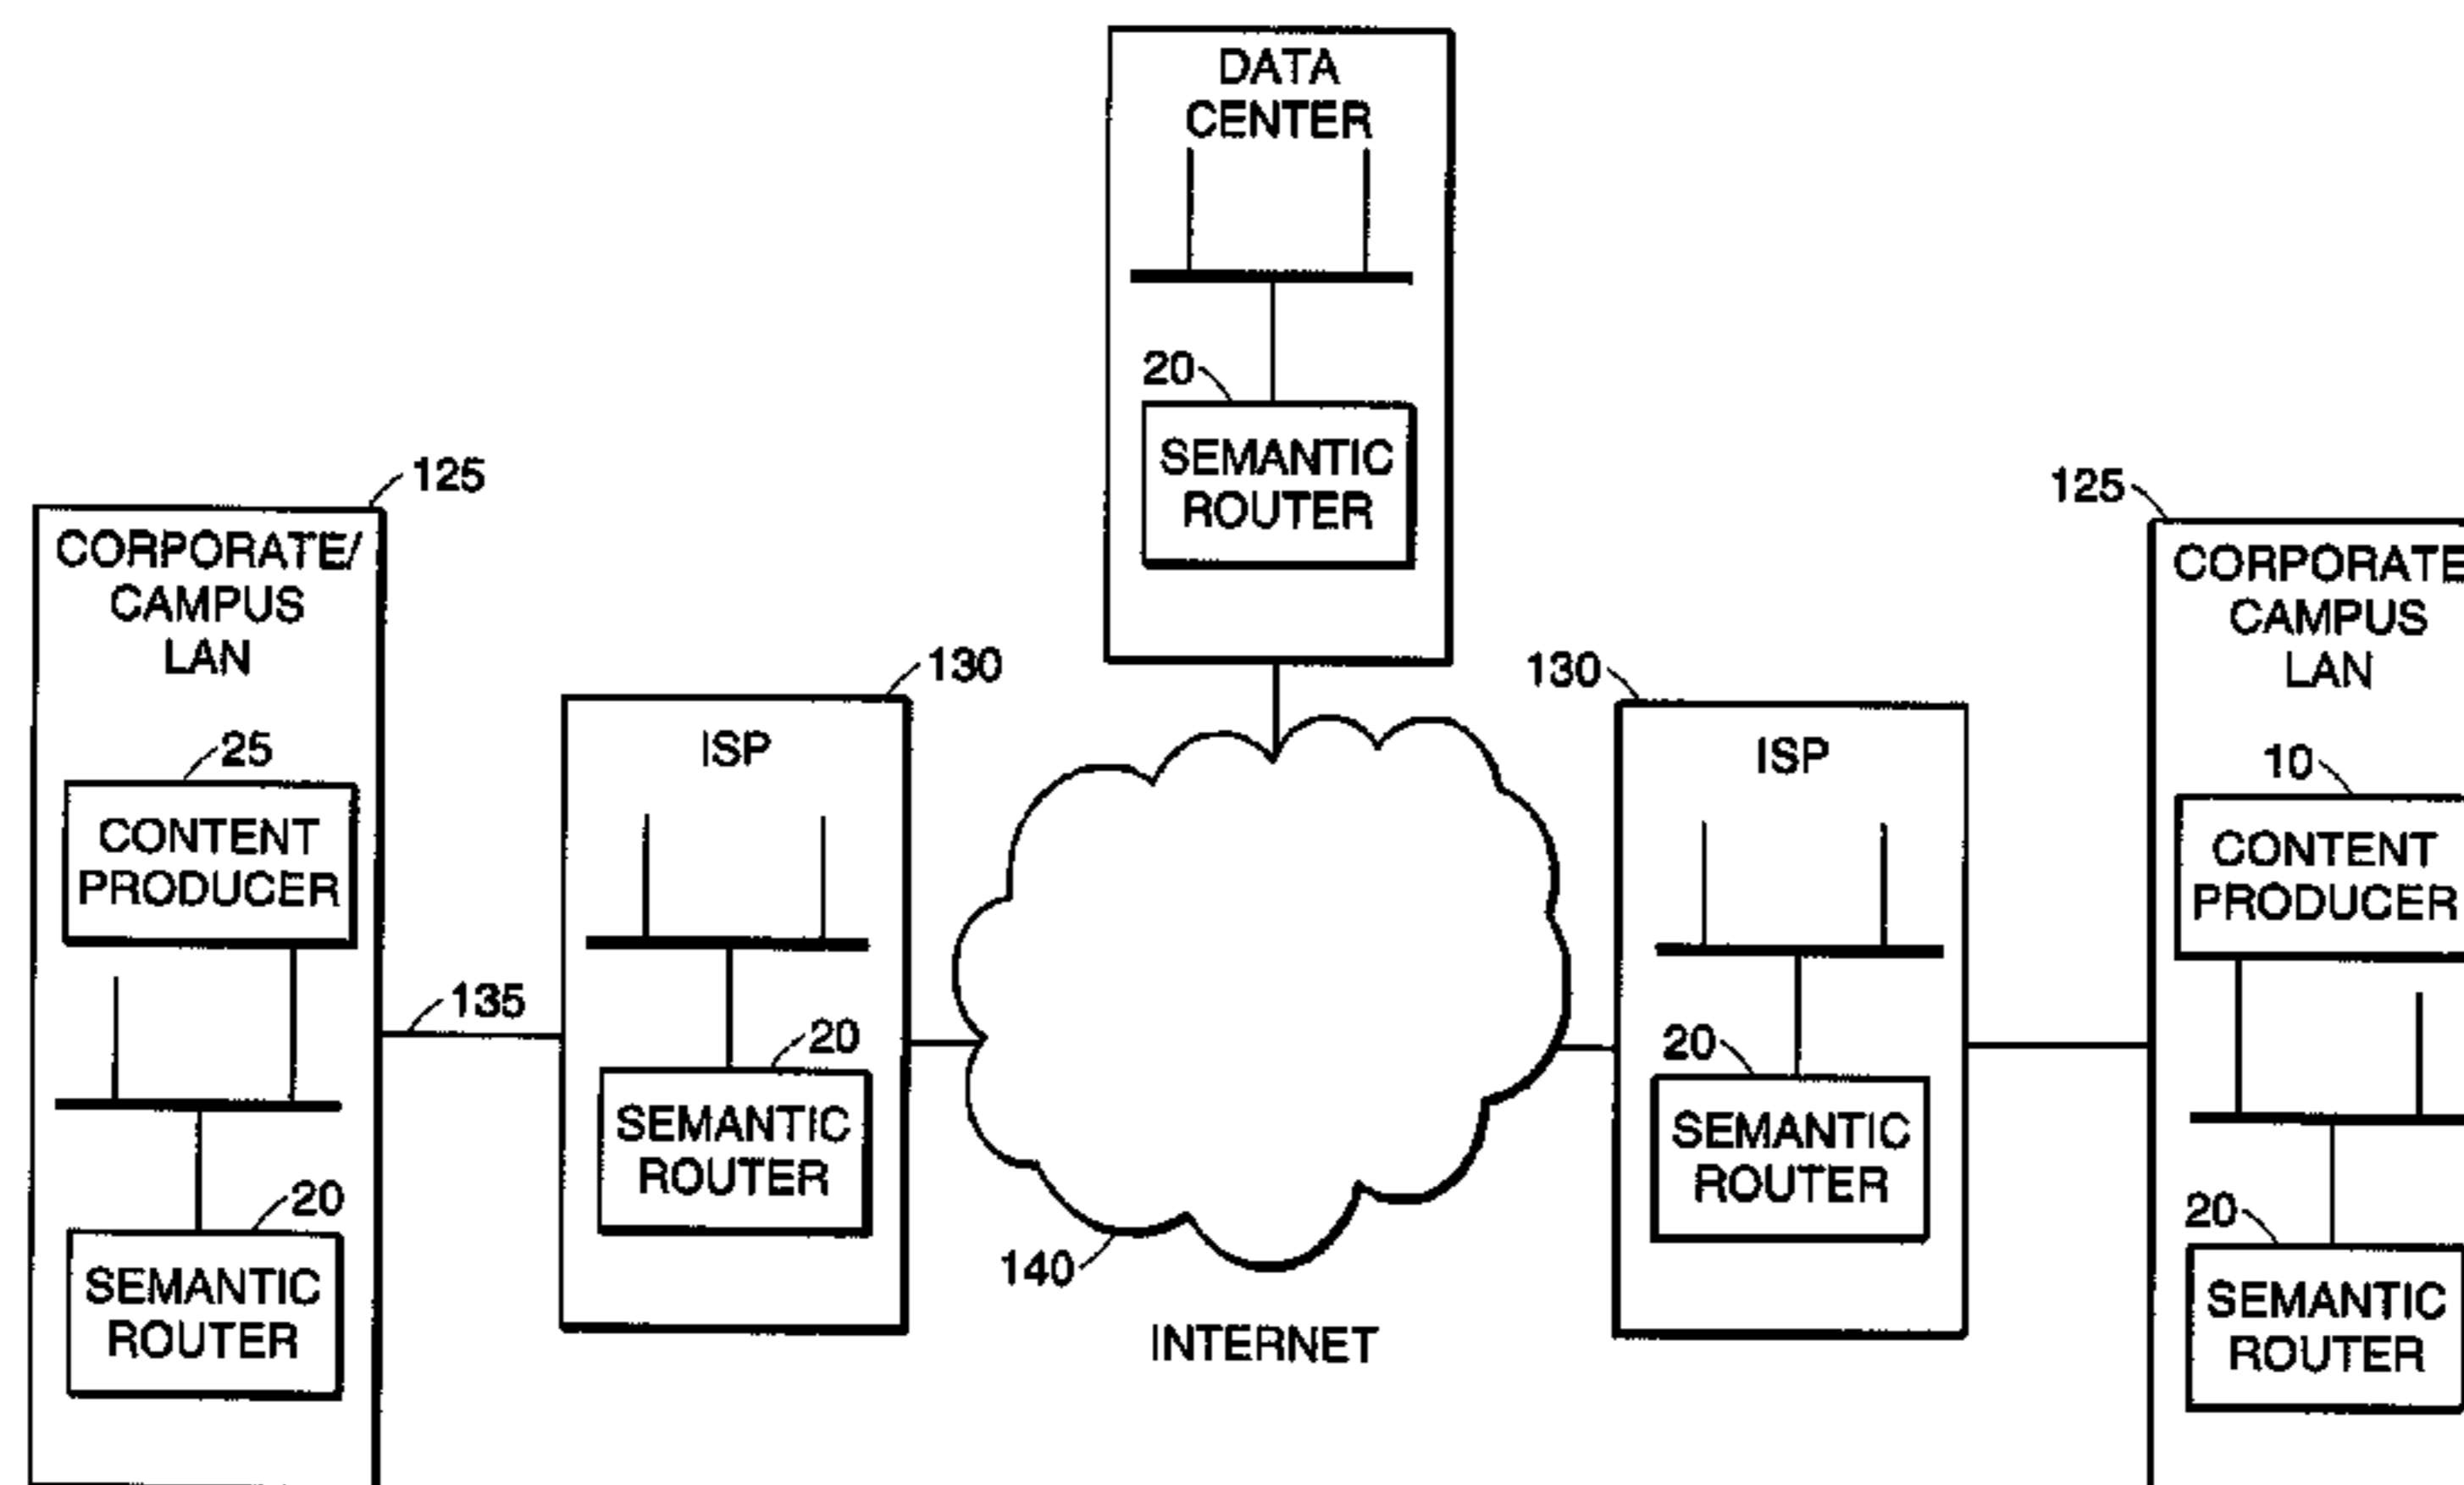 DATA
CENTER
20
SEMANTIC
ROUTER
125
CORPORATE/
CAMPUS
LAN
25
CONTENT
PRODUCER
135
20
SEMANTIC
ROUTER
130
ISP
20
SEMANTIC
ROUTER
140
INTERNET
130
ISP
20
SEMANTIC
ROUTER
125
CORPORATE
CAMPUS
LAN
10
CONTENT
PRODUCER
20
SEMANTIC
ROUTER